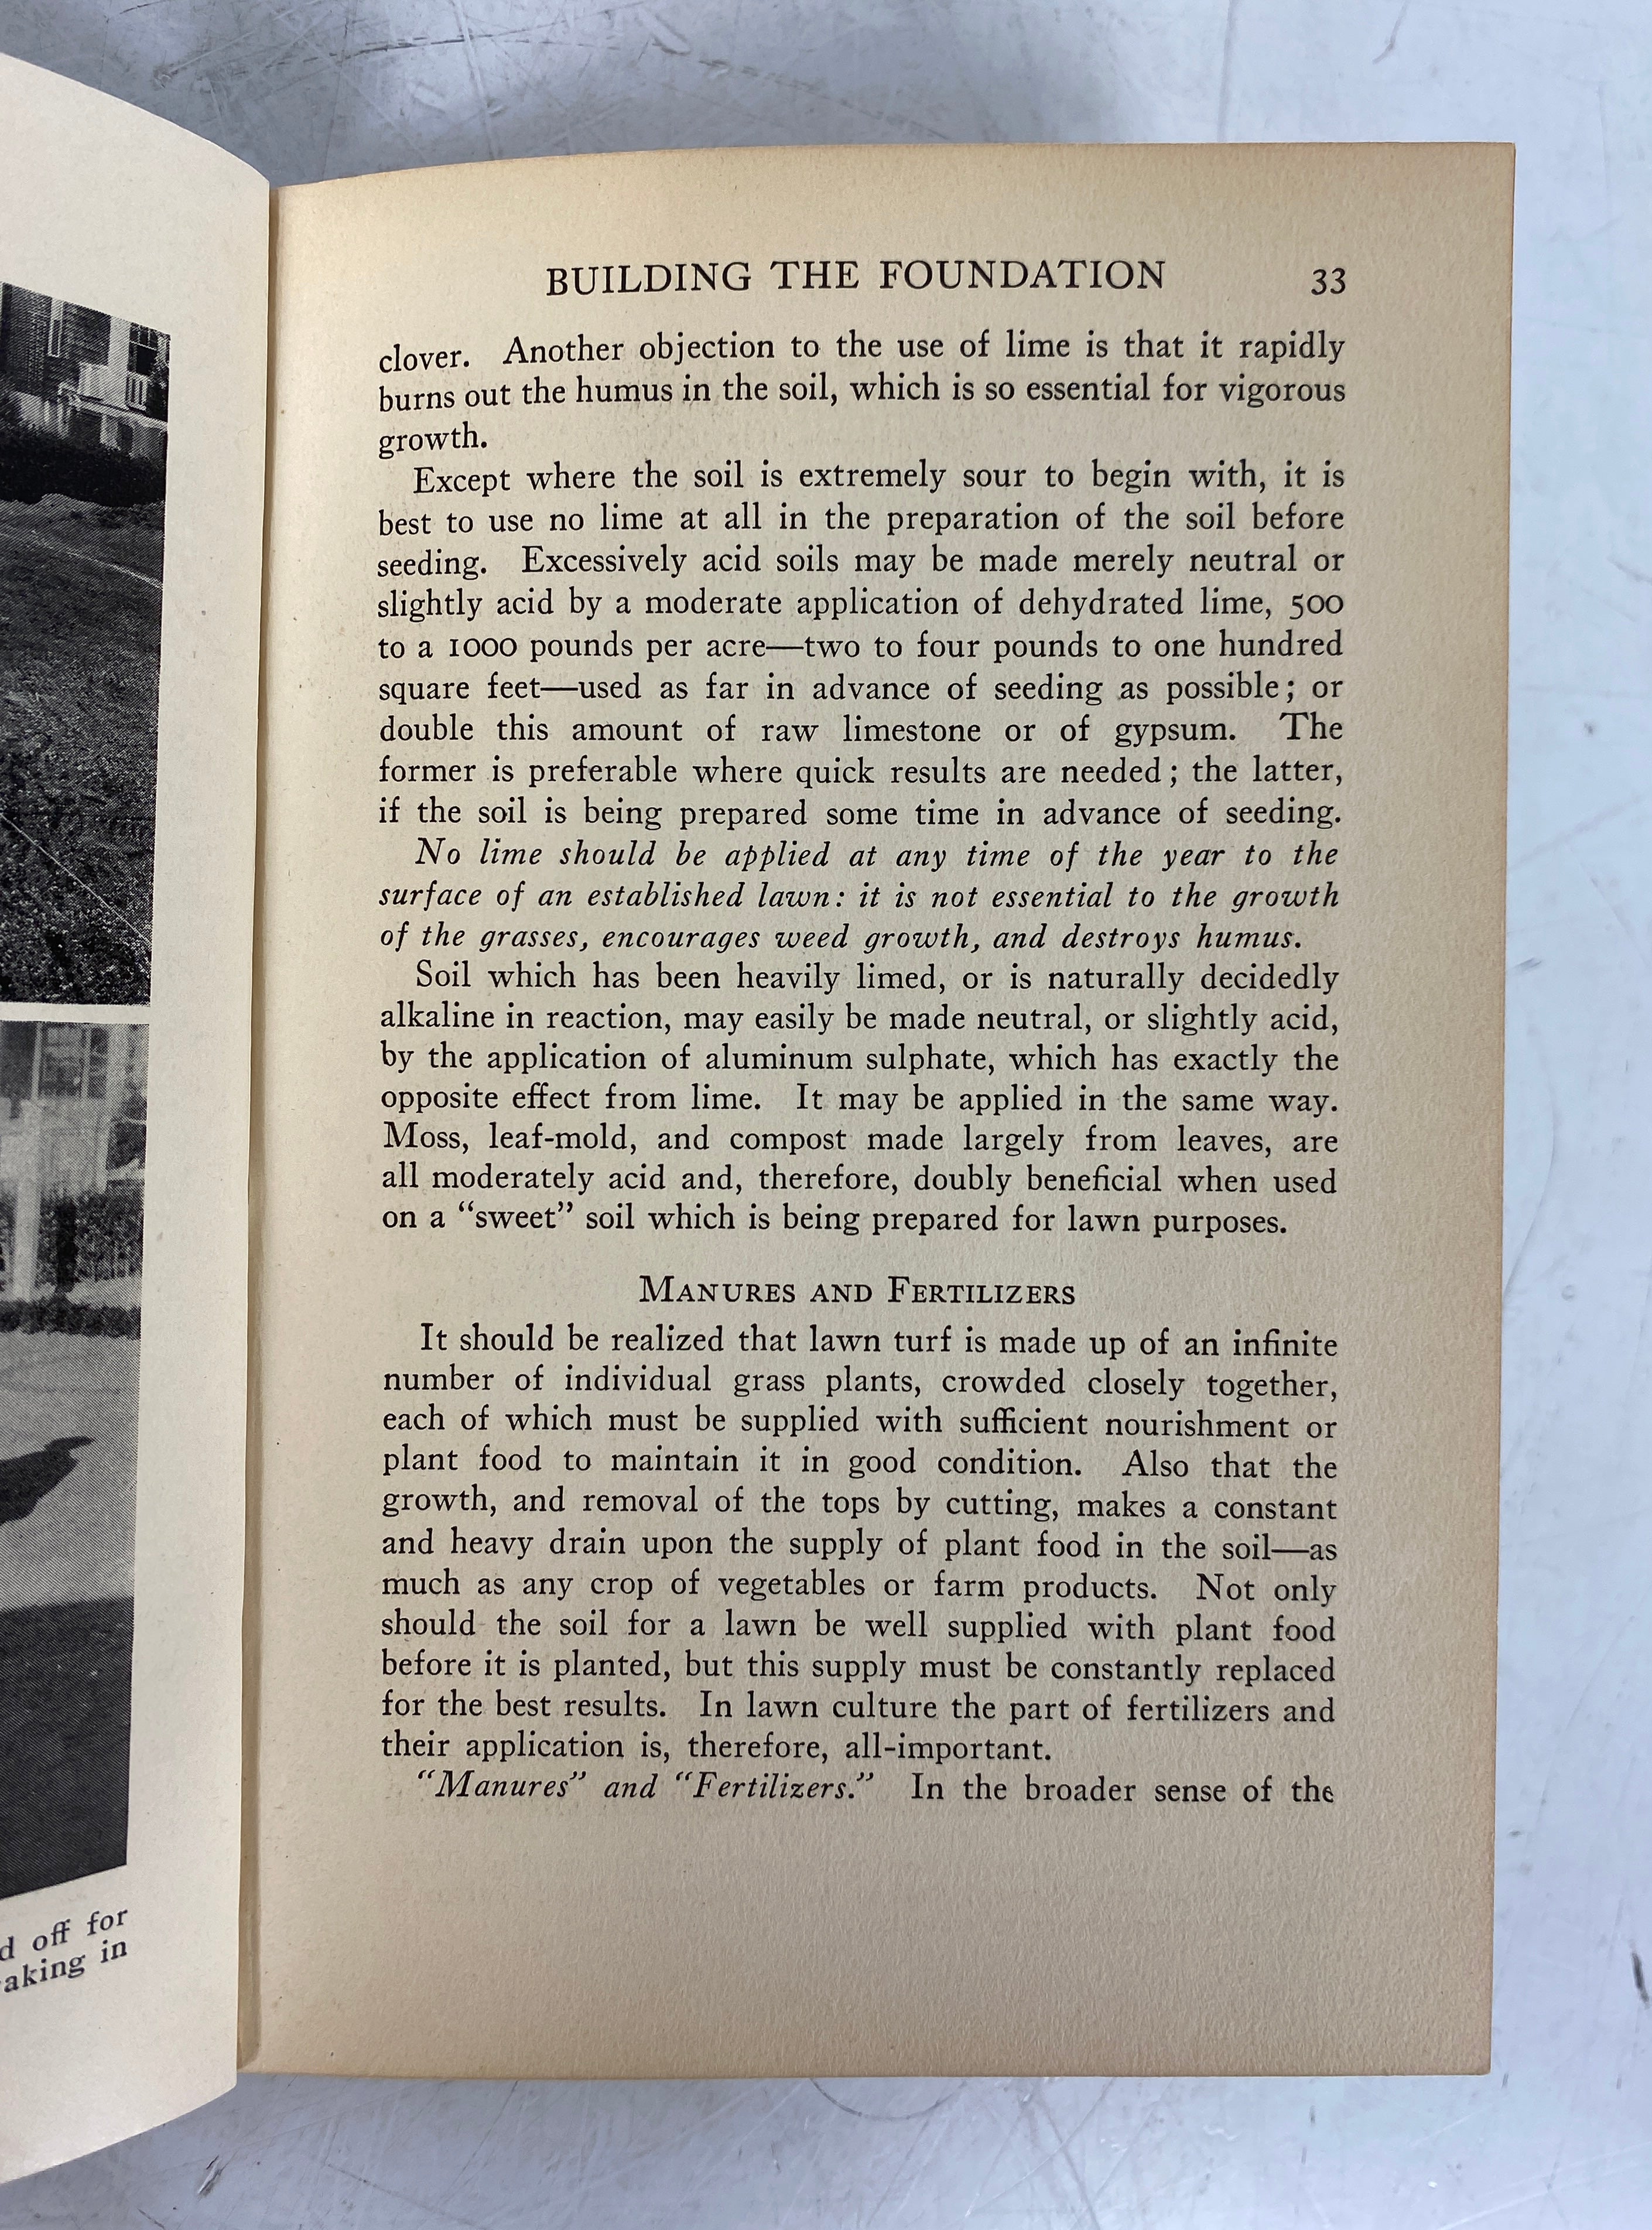 BUILDING THE FOUNDATION 33
clover. Another objection to the use of lime is that it rapidly
burns out the humus in the soil, which is so essential for vigorous
growth.
Except where the soil is extremely sour to begin with, it is
best to use no lime at all in the preparation of the soil before
seeding. Excessively acid soils may be made merely neutral or
slightly acid by a moderate application of dehydrated lime, 500
to a 1000 pounds per acre—two to four pounds to one hundred
square feet—used as far in advance of seeding as possible; or
double this amount of raw limestone or of gypsum. The
former is preferable where quick results are needed; the latter,
if the soil is being prepared some time in advance of seeding.
No lime should be applied at any time of the year to the
surface of an established lawn: it is not essential to the growth
of the grasses, encourages weed growth, and destroys humus.
Soil which has been heavily limed, or is naturally decidedly
alkaline in reaction, may easily be made neutral, or slightly acid,
by the application of aluminum sulphate, which has exactly the
opposite effect from lime. It may be applied in the same way.
Moss, leaf-mold, and compost made largely from leaves, are
all moderately acid and, therefore, doubly beneficial when used
on a “sweet” soil which is being prepared for lawn purposes.
MANURES AND FERTILIZERS
It should be realized that lawn turf is made up of an infinite
number of individual grass plants, crowded closely together,
each of which must be supplied with sufficient nourishment or
plant food to maintain it in good condition. Also that the
growth, and removal of the tops by cutting, makes a constant
and heavy drain upon the supply of plant food in the soil—as
much as any crop of vegetables or farm products. Not only
should the soil for a lawn be well supplied with plant food
before it is planted, but this supply must be constantly replaced
for the best results. In lawn culture the part of fertilizers and
their application is, therefore, all-important.
“Manures” and “Fertilizers.” In the broader sense of the
off for
in